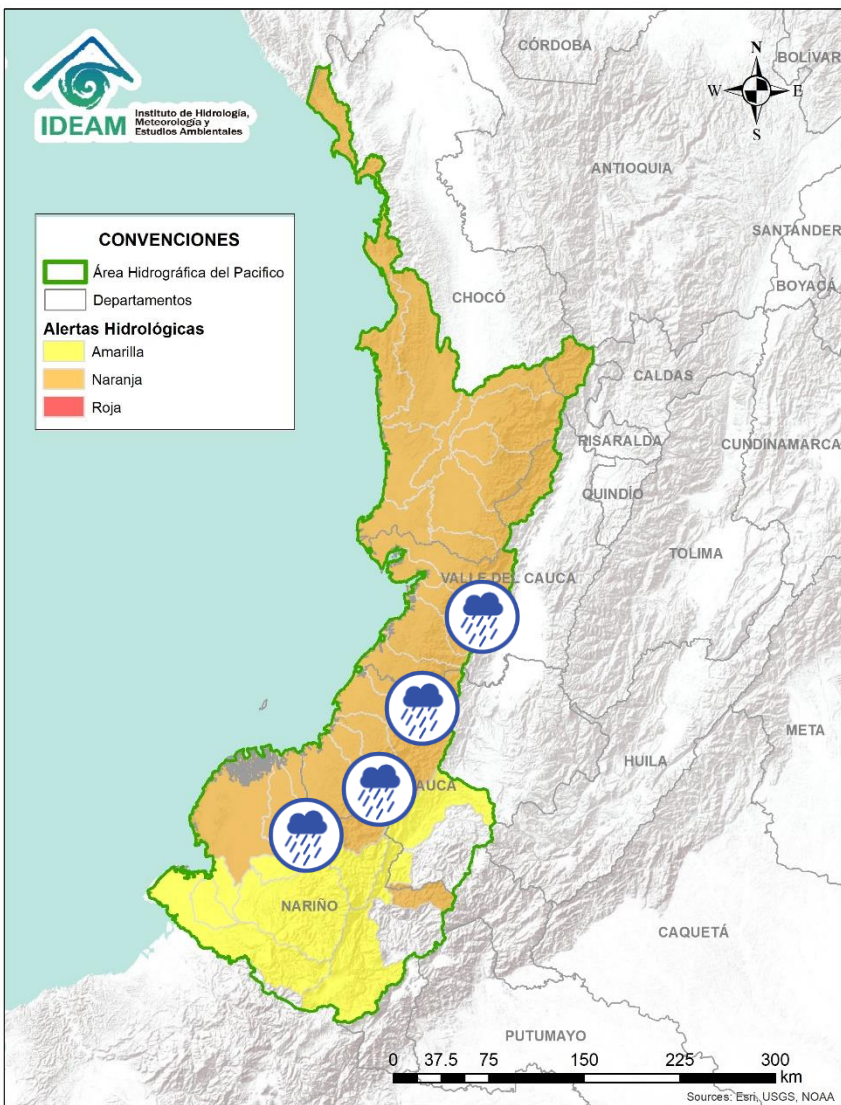 IDEAM
Instituto de Hidrología,
Meteorología y
Estudios Ambientales
CÓRDOBA
BOLÍVAR
N
W
E
S
ANTIOQUIA
SANTÁNDER
BOYACÁ
CHOCÓ
CONVENCIONES
Área Hidrográfica del Pacifico
Departamentos
Alertas Hidrológicas
Amarilla
Naranja
Roja
CALDAS
RISARALDA
CUNDINAMARCA
QUINDÍO
TOLIMA
VALLE DEL CAUCA
META
HUILA
AUCA
NARIÑO
CAQUETÁ
PUTUMAYO
0 37.5 75 150 225 300
km
Sources: Esri, USGS, NOAA